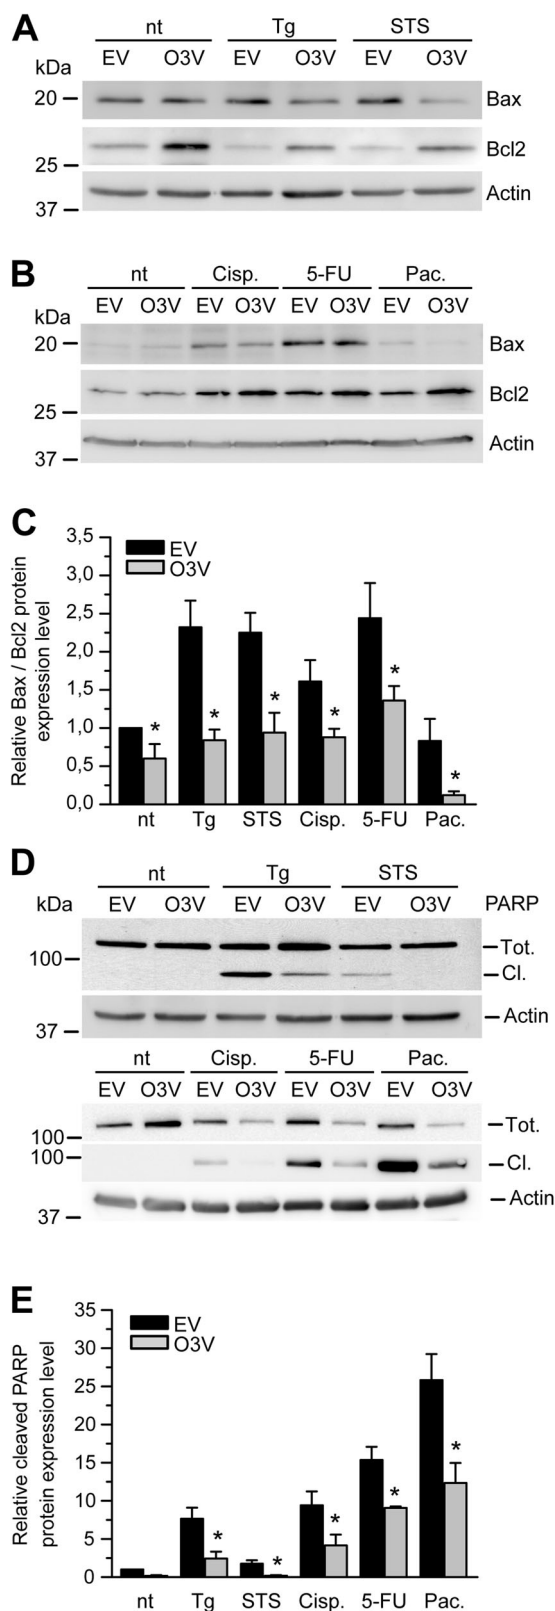 A
nt Tg STS
EV O3V EV O3V EV O3V
kDa
20 Bax
Bcl2
25
Actin
37
B
nt Cisp. 5-FU Pac.
EV O3V EV O3V EV O3V EV O3V
kDa
20 Bax
Bcl2
25
Actin
37
C
Relative Bax / Bcl2 protein
expression level
3,5
3,0
2,5
2,0
1,5
1,0
0,5
0,0
EV
O3V
* * * * * *
nt Tg STS Cisp. 5-FU Pac.
D
nt Tg STS
kDa EV O3V EV O3V EV O3V PARP
Tot.
100
Cl.
Actin
37
nt Cisp. 5-FU Pac.
EV O3V EV O3V EV O3V EV O3V
Tot.
100
100
Cl.
Actin
37
E
Relative cleaved PARP
protein expression level
35
30
25
20
15
10
5
0
EV
O3V
* * * * *
nt Tg STS Cisp. 5-FU Pac.